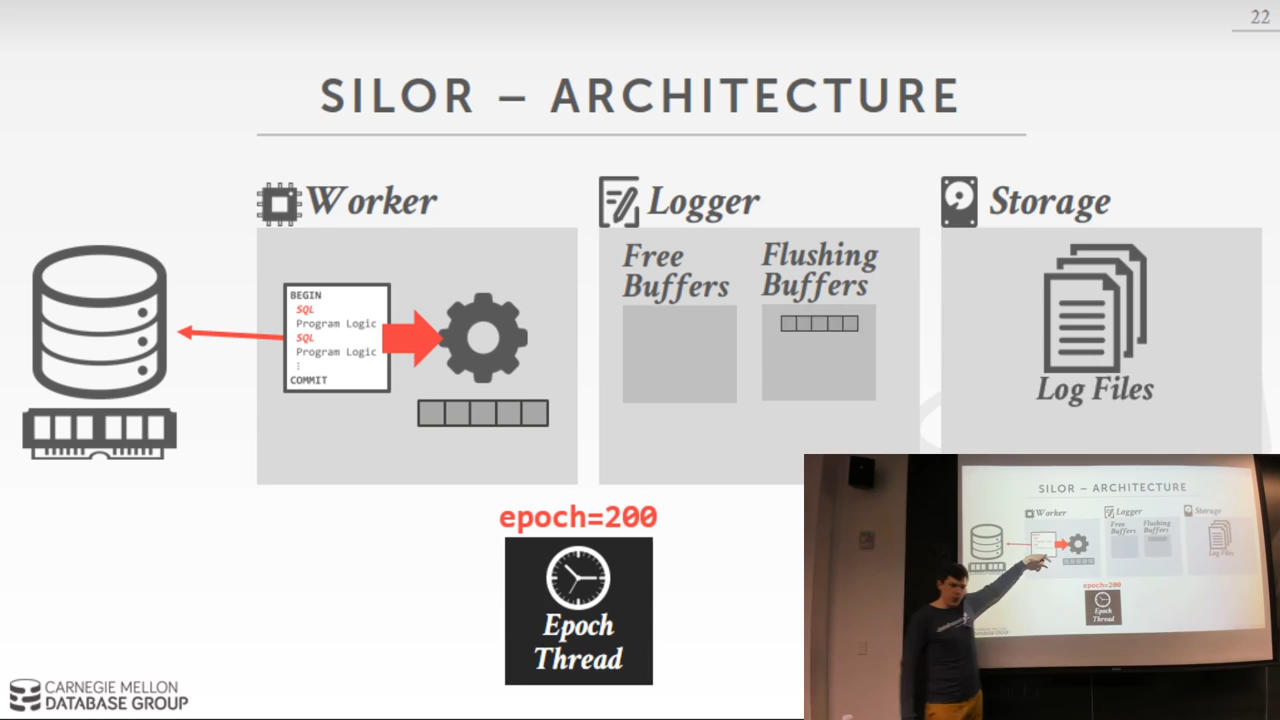 22
SILOR – ARCHITECTURE
Worker
Logger
Storage
BEGIN
SQL
Program Logic
SQL
Program Logic
⋮
COMMIT
Free
Buffers
Flushing
Buffers
Log Files
epoch=200
Epoch
Thread
CARNEGIE MELLON
DATABASE GROUP
SILOR – ARCHITECTURE
Worker
Logger
Storage
Free
Buffers
Flushing
Buffers
Log Files
epoch=200
Epoch
Thread